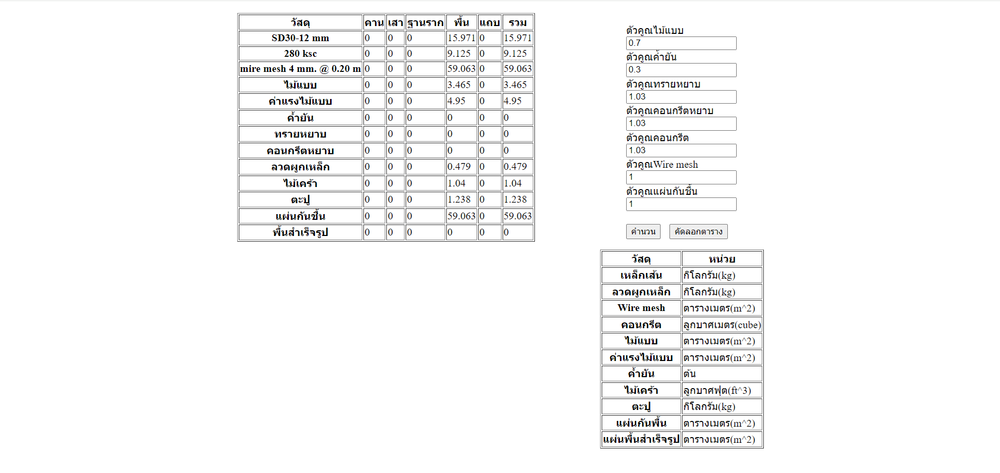 วัสดุ คาน เสา ฐานราก พื้น แถบ รวม
SD30-12 mm 0 0 0 15.971 0 15.971
280 ksc 0 0 0 9.125 0 9.125
mire mesh 4 mm. @ 0.20 m 0 0 0 59.063 0 59.063
ไม้แบบ 0 0 0 3.465 0 3.465
ค่าแรงไม้แบบ 0 0 0 4.95 0 4.95
ค้ำยัน 0 0 0 0 0 0
ทรายหยาบ 0 0 0 0 0 0
คอนกรีตหยาบ 0 0 0 0 0 0
ลวดผูกเหล็ก 0 0 0 0.479 0 0.479
ไม้เคร้า 0 0 0 1.04 0 1.04
ตะปู 0 0 0 1.238 0 1.238
แผ่นกันชื้น 0 0 0 59.063 0 59.063
พื้นสำเร็จรูป 0 0 0 0 0 0
ตัวคูณไม้แบบ
0.7
ตัวคูณค้ำยัน
0.3
ตัวคูณทรายหยาบ
1.03
ตัวคูณคอนกรีตหยาบ
1.03
ตัวคูณคอนกรีต
1.03
ตัวคูณWire mesh
1
ตัวคูณแผ่นกันชื้น
1
คำนวน คัดลอกตาราง
วัสดุ หน่วย
เหล็กเส้น กิโลกรัม(kg)
ลวดผูกเหล็ก กิโลกรัม(kg)
Wire mesh ตารางเมตร(m^2)
คอนกรีต ลูกบาศเมตร(cube)
ไม้แบบ ตารางเมตร(m^2)
ค่าแรงไม้แบบ ตารางเมตร(m^2)
ค้ำยัน ต้น
ไม้เคร้า ลูกบาศฟุต(ft^3)
ตะปู กิโลกรัม(kg)
แผ่นกันพื้น ตารางเมตร(m^2)
แผ่นพื้นสำเร็จรูป ตารางเมตร(m^2)